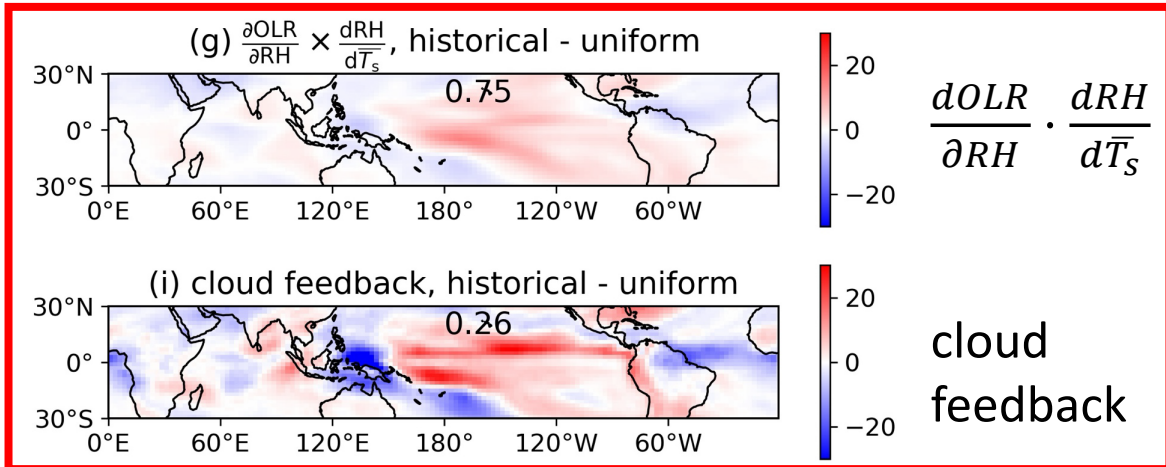 (g) ∂OLR/∂RH × dRH/dT̅ₛ, historical - uniform
30°N
0.75
0°
30°S
0°E 60°E 120°E 180° 120°W 60°W
20
0
−20
dOLR/∂RH · dRH/dT̅ₛ
(i) cloud feedback, historical - uniform
30°N
0.26
0°
30°S
0°E 60°E 120°E 180° 120°W 60°W
20
0
−20
cloud
feedback